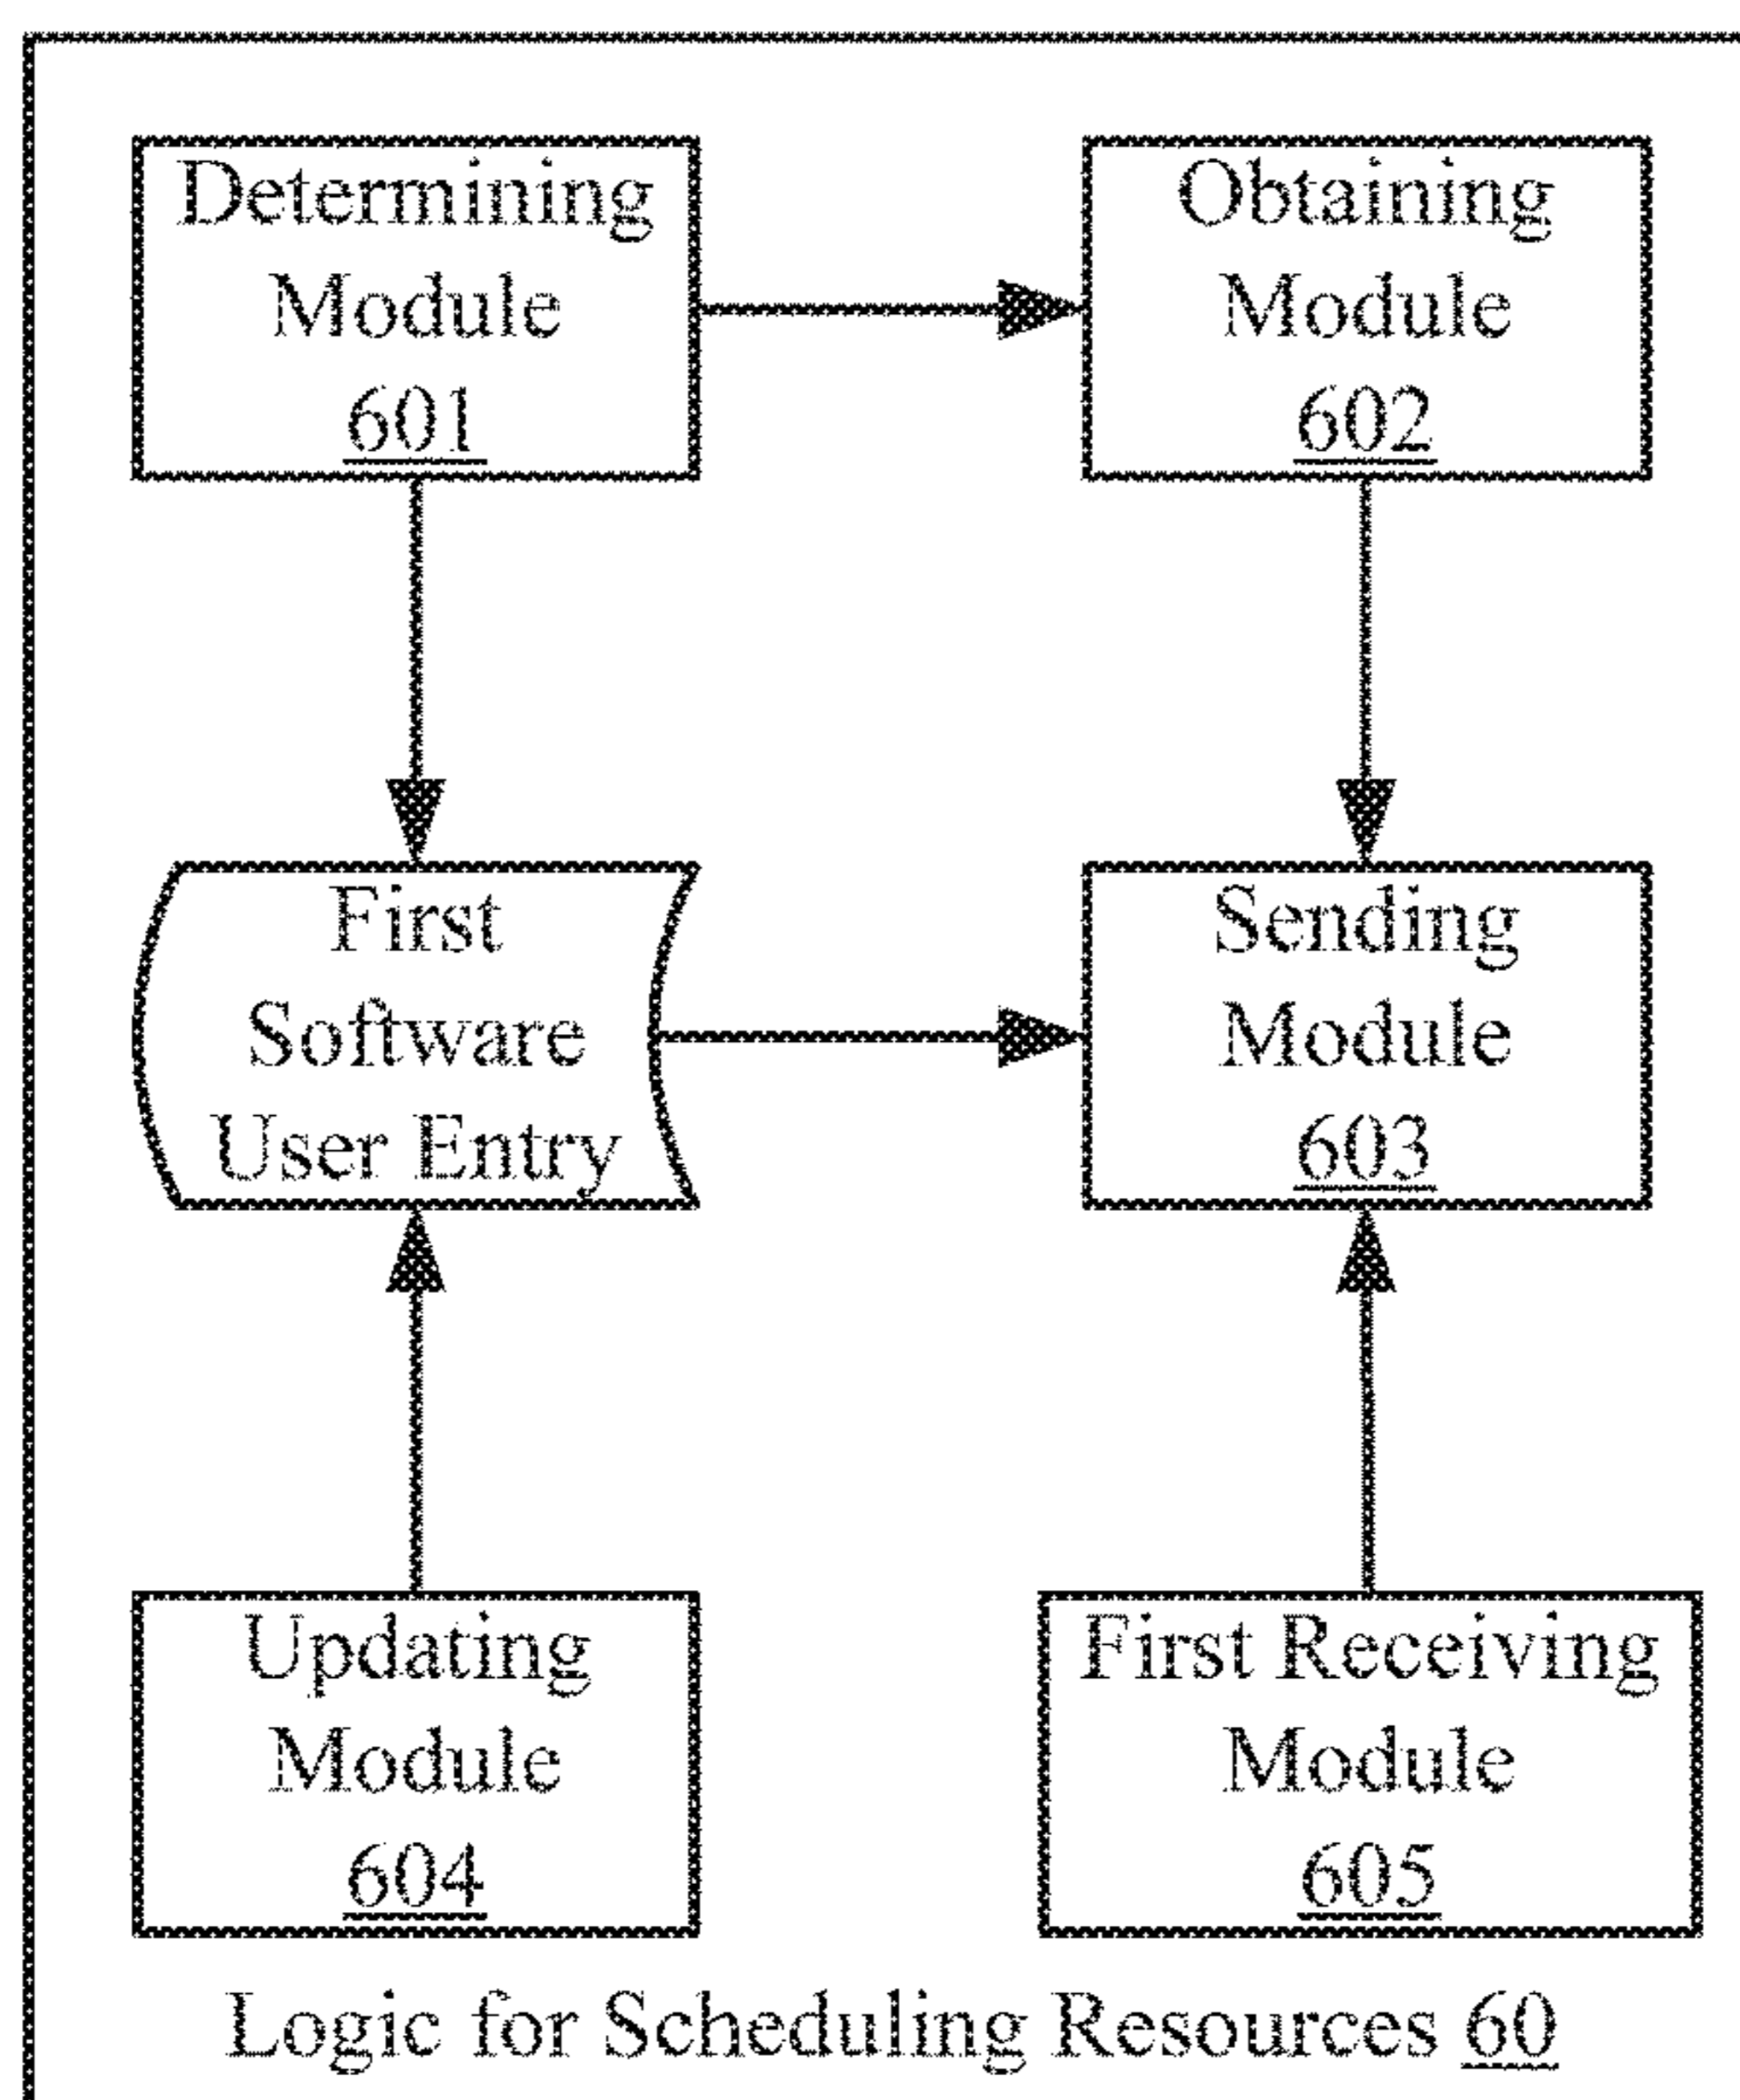 Determining
Module
601
Obtaining
Module
602
First
Software
User Entry
Sending
Module
603
Updating
Module
604
First Receiving
Module
605
Logic for Scheduling Resources 60